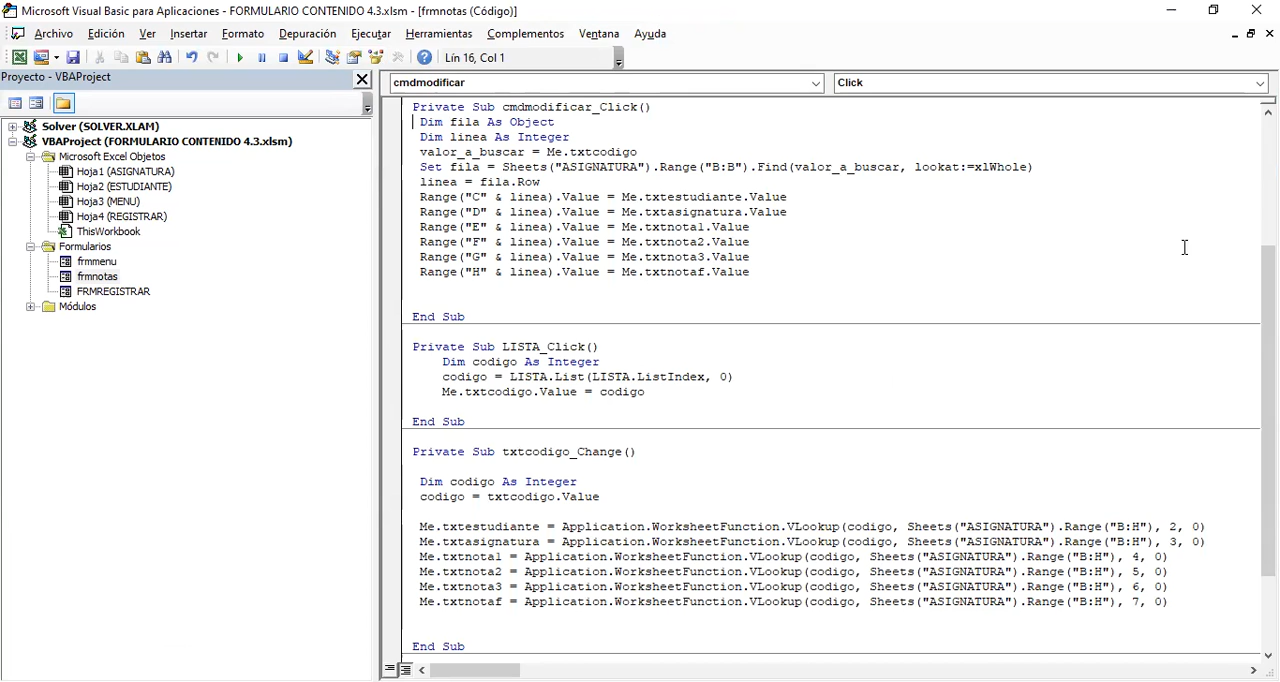 Microsoft Visual Basic para Aplicaciones - FORMULARIO CONTENIDO 4.3.xlsm - [frmnotas (Código)]
Archivo Edición Ver Insertar Formato Depuración Ejecutar Herramientas Complementos Ventana Ayuda
Lín 16, Col 1
Proyecto - VBAProject
cmdmodificar
Click
Solver (SOLVER.XLAM)
VBAProject (FORMULARIO CONTENIDO 4.3.xlsm)
Microsoft Excel Objetos
Hoja1 (ASIGNATURA)
Hoja2 (ESTUDIANTE)
Hoja3 (MENU)
Hoja4 (REGISTRAR)
ThisWorkbook
Formularios
frmmenu
frmnotas
FRMREGISTRAR
Módulos
Private Sub cmdmodificar_Click()
Dim fila As Object
Dim linea As Integer
valor_a_buscar = Me.txtcodigo
Set fila = Sheets("ASIGNATURA").Range("B:B").Find(valor_a_buscar, lookat:=xlWhole)
linea = fila.Row
Range("C" & linea).Value = Me.txtestudiante.Value
Range("D" & linea).Value = Me.txtasignatura.Value
Range("E" & linea).Value = Me.txtnota1.Value
Range("F" & linea).Value = Me.txtnota2.Value
Range("G" & linea).Value = Me.txtnota3.Value
Range("H" & linea).Value = Me.txtnotaf.Value
End Sub
Private Sub LISTA_Click()
Dim codigo As Integer
codigo = LISTA.List(LISTA.ListIndex, 0)
Me.txtcodigo.Value = codigo
End Sub
Private Sub txtcodigo_Change()
Dim codigo As Integer
codigo = txtcodigo.Value
Me.txtestudiante = Application.WorksheetFunction.VLookup(codigo, Sheets("ASIGNATURA").Range("B:H"), 2, 0)
Me.txtasignatura = Application.WorksheetFunction.VLookup(codigo, Sheets("ASIGNATURA").Range("B:H"), 3, 0)
Me.txtnota1 = Application.WorksheetFunction.VLookup(codigo, Sheets("ASIGNATURA").Range("B:H"), 4, 0)
Me.txtnota2 = Application.WorksheetFunction.VLookup(codigo, Sheets("ASIGNATURA").Range("B:H"), 5, 0)
Me.txtnota3 = Application.WorksheetFunction.VLookup(codigo, Sheets("ASIGNATURA").Range("B:H"), 6, 0)
Me.txtnotaf = Application.WorksheetFunction.VLookup(codigo, Sheets("ASIGNATURA").Range("B:H"), 7, 0)
End Sub